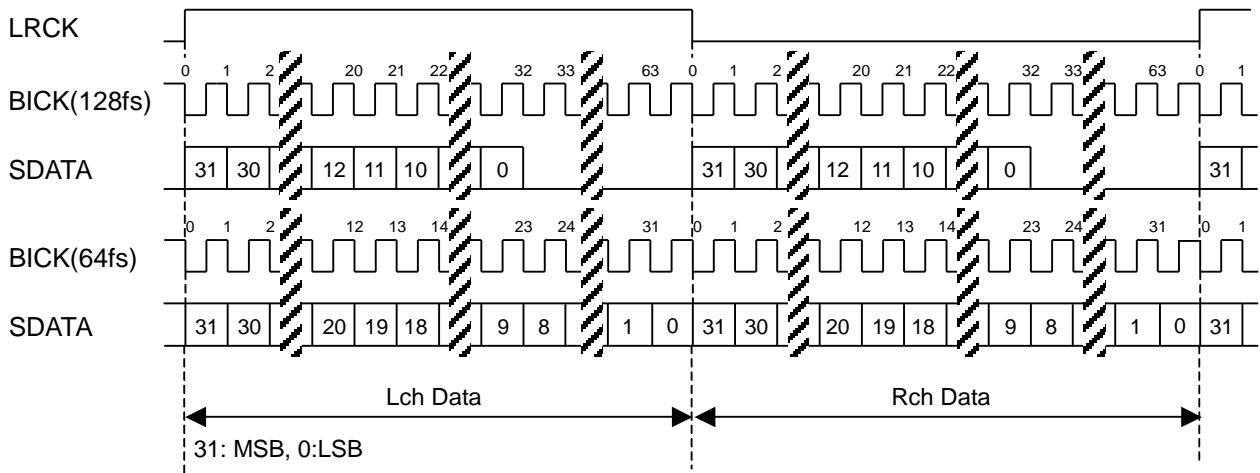 LRCK
0 1 2 20 21 22 32 33 63 0 1 2 20 21 22 32 33 63 0 1
BICK(128fs)
SDATA 31 30 12 11 10 0 31 30 12 11 10 0 31
0 1 2 12 13 14 23 24 31 0 1 2 12 13 14 23 24 31 0 1
BICK(64fs)
SDATA 31 30 20 19 18 9 8 1 0 31 30 20 19 18 9 8 1 0 31
Lch Data Rch Data
31: MSB, 0:LSB